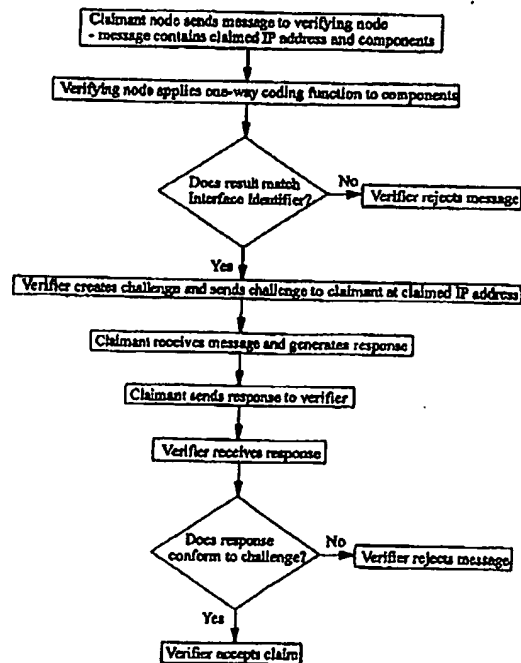 Claimant node sends message to verifying node
- message contains claimed IP address and components
Verifying node applies one-way coding function to components
Does result match
Interface Identifier?
No
Verifier rejects message
Yes
Verifier creates challenge and sends challenge to claimant at claimed IP address
Claimant receives message and generates response
Claimant sends response to verifier
Verifier receives response
Does response
conform to challenge?
No
Verifier rejects message
Yes
Verifier accepts claim